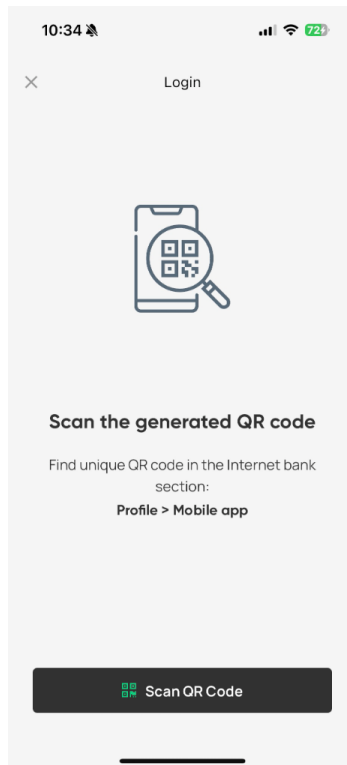 10:34
72
Login
Scan the generated QR code
Find unique QR code in the Internet bank
section:
Profile > Mobile app
Scan QR Code